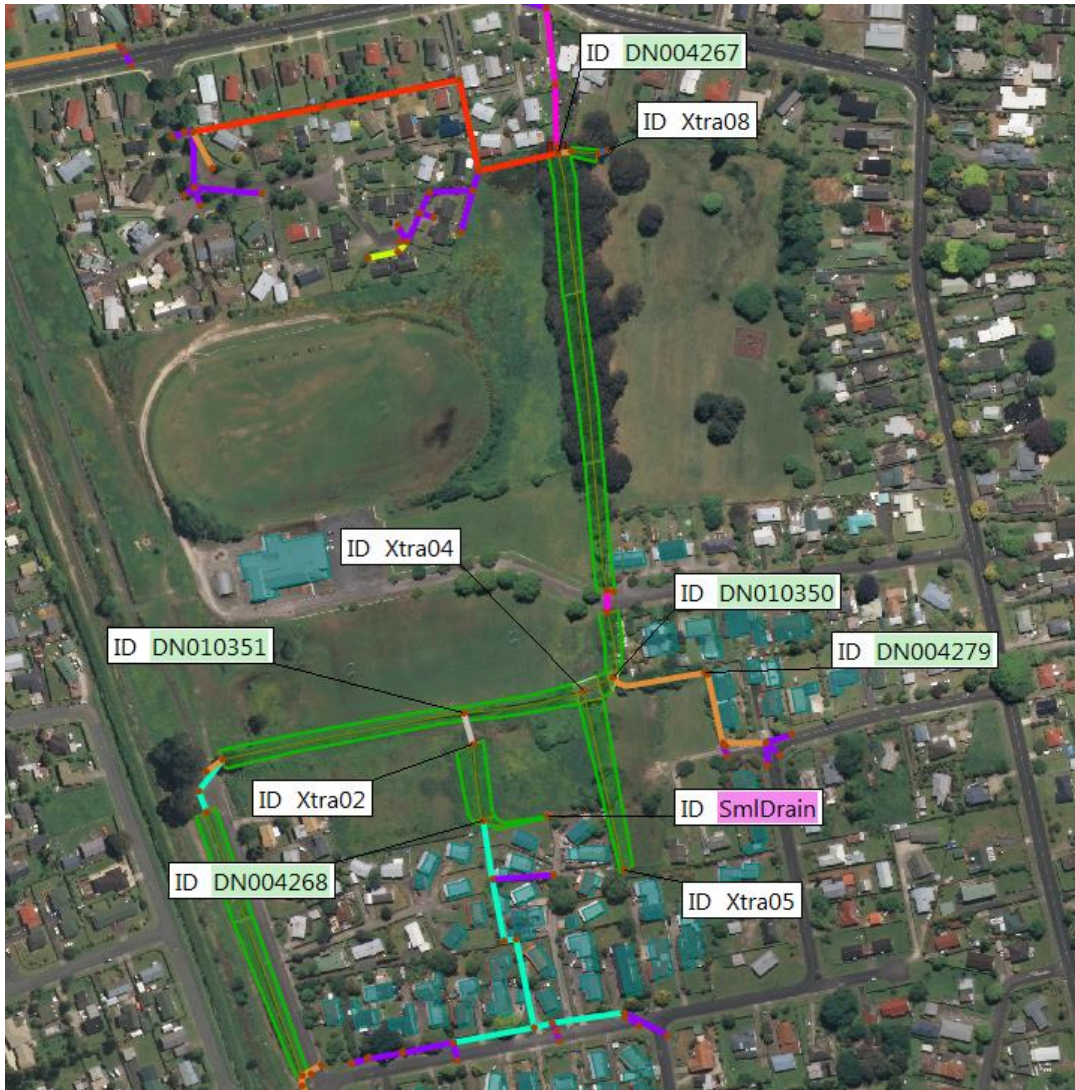 ID DN004267
ID Xtra08
ID Xtra04
ID DN010350
ID DN010351
ID DN004279
ID Xtra02
ID SmlDrain
ID DN004268
ID Xtra05